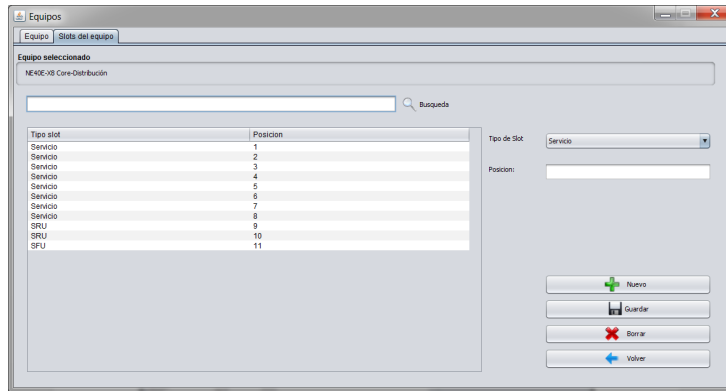 Equipos
Equipo Slots del equipo
Equipo seleccionado
NE40E-X8 Core-Distribución
Busqueda
Tipo slot Posicion
Servicio 1
Servicio 2
Servicio 3
Servicio 4
Servicio 5
Servicio 6
Servicio 7
Servicio 8
SRU 9
SRU 10
SFU 11
Tipo de Slot Servicio
Posicion:
Nuevo
Guardar
Borrar
Volver